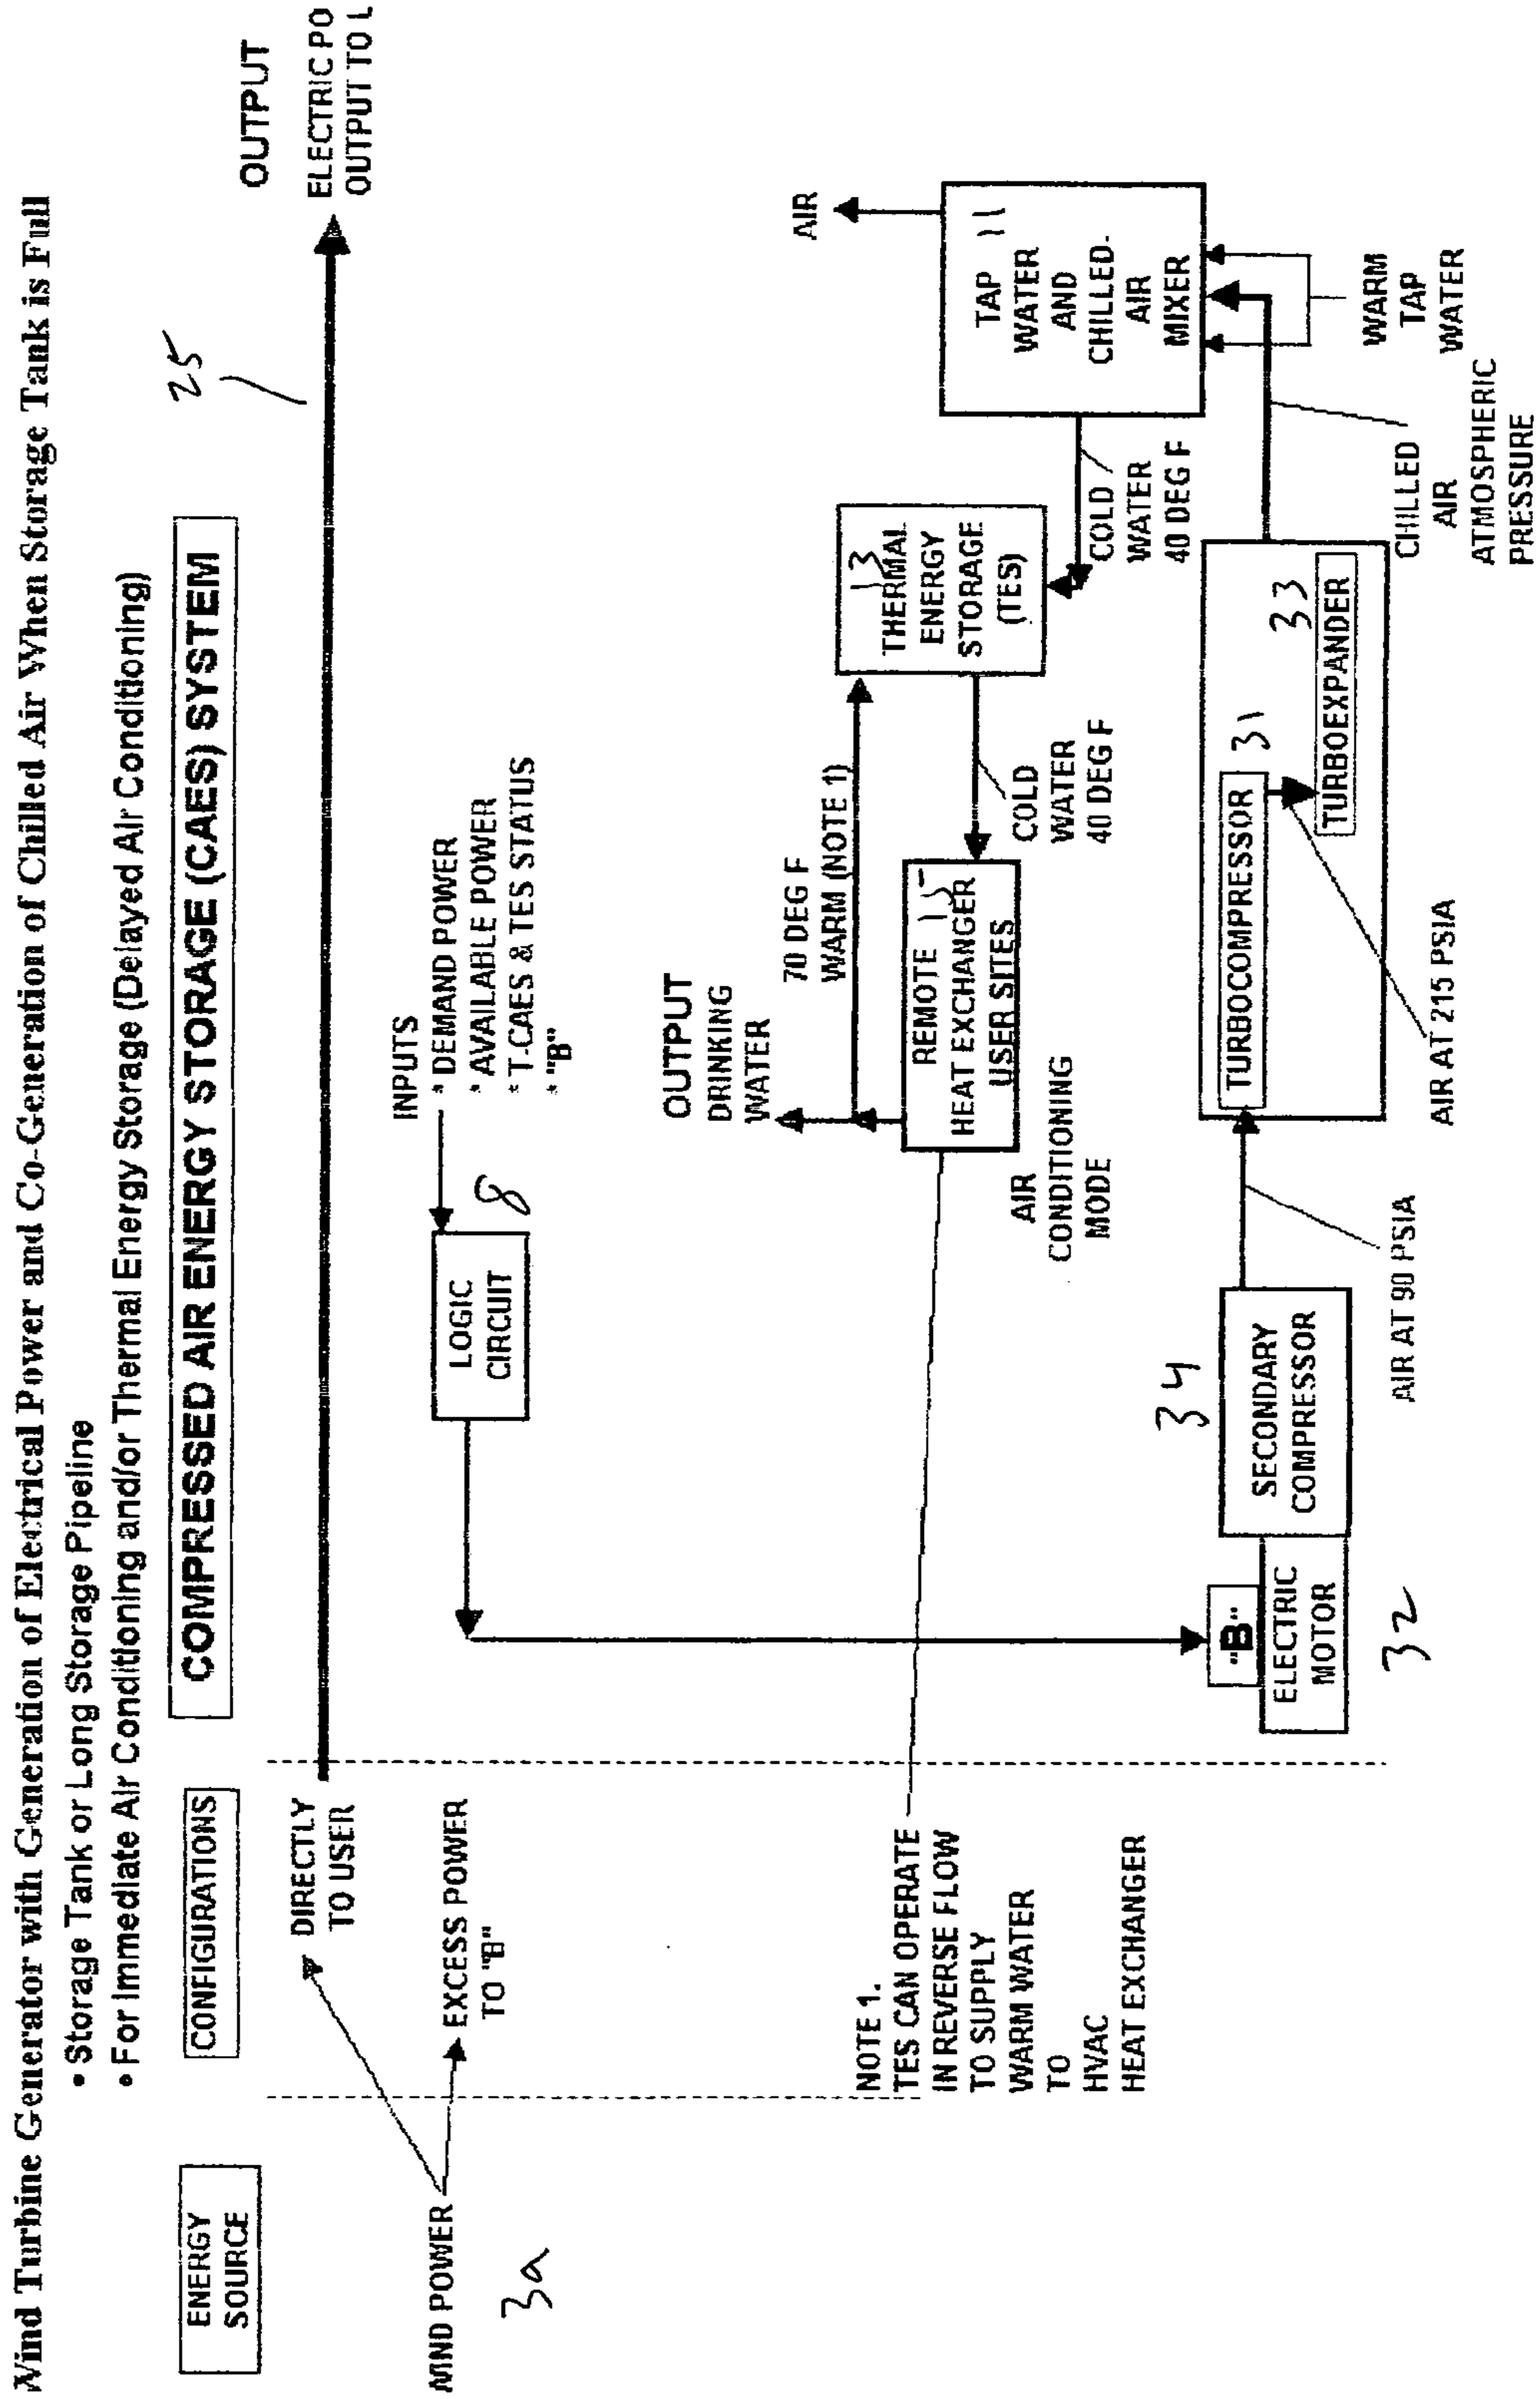 Wind Turbine Generator with Generation of Electrical Power and Co-Generation of Chilled Air When Storage Tank is Full
• Storage Tank or Long Storage Pipeline
• For Immediate Air Conditioning and/or Thermal Energy Storage (Delayed Air Conditioning)
ENERGY
SOURCE
CONFIGURATIONS
COMPRESSED AIR ENERGY STORAGE (CAES) SYSTEM
25
OUTPUT
DIRECTLY
TO USER
ELECTRIC PO
OUTPUT TO L
WIND POWER
3a
EXCESS POWER
TO "B"
LOGIC
CIRCUIT
8
INPUTS
* DEMAND POWER
* AVAILABLE POWER
* T-CAES & TES STATUS
* "B"
OUTPUT
DRINKING
WATER
70 DEG F
WARM (NOTE 1)
13
THERMAL
ENERGY
STORAGE
(TES)
AIR
TAP 11
WATER
AND
CHILLED
AIR
MIXER
NOTE 1.
TES CAN OPERATE
IN REVERSE FLOW
TO SUPPLY
WARM WATER
TO
HVAC
HEAT EXCHANGER
REMOTE 15
HEAT EXCHANGER
USER SITES
AIR
CONDITIONING
MODE
COLD
WATER
40 DEG F
COLD
WATER
40 DEG F
"B"
ELECTRIC
MOTOR
32
34
SECONDARY
COMPRESSOR
AIR AT 90 PSIA
TURBOCOMPRESSOR
31
33
TURBOEXPANDER
AIR AT 215 PSIA
CHILLED
AIR
ATMOSPHERIC
PRESSURE
WARM
TAP
WATER